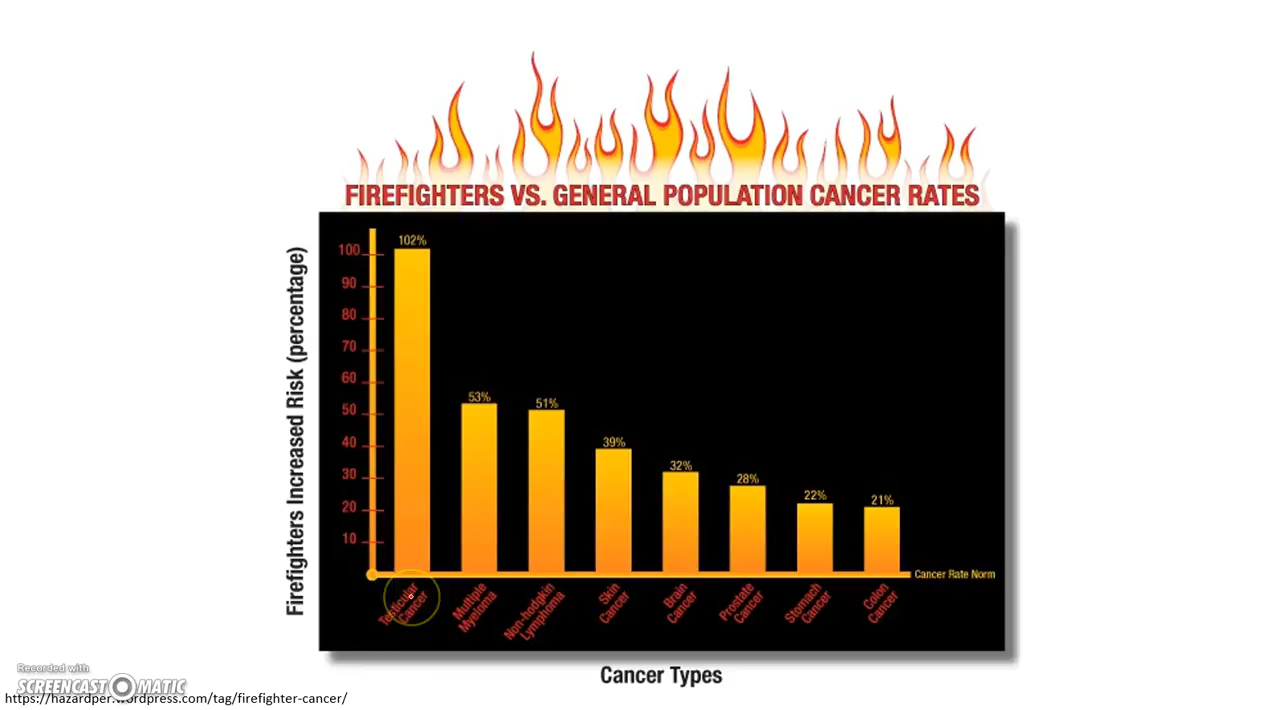 FIREFIGHTERS VS. GENERAL POPULATION CANCER RATES
Firefighters Increased Risk (percentage)
100
90
80
70
60
50
40
30
20
10
102%
53%
51%
39%
32%
28%
22%
21%
Cancer Rate Norm
Testicular
Cancer
Multiple
Myeloma
Non-hodgkin
Lymphoma
Skin
Cancer
Brain
Cancer
Prostate
Cancer
Stomach
Cancer
Colon
Cancer
Cancer Types
Recorded with
SCREENCAST MATIC
https://hazardper.wordpress.com/tag/firefighter-cancer/